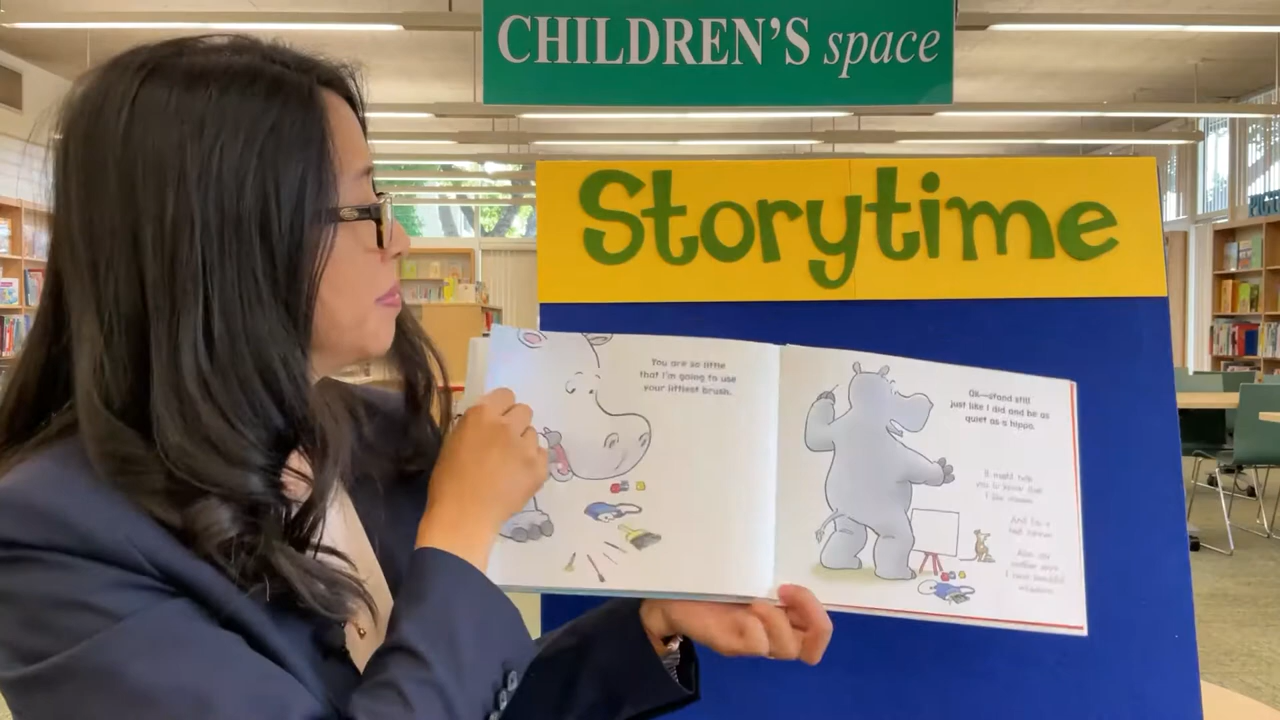 CHILDREN'S space
Storytime
You are so little
that I'm going to use
your littlest brush.
Ok—stand still
just like I did and be as
quiet as a hippo.